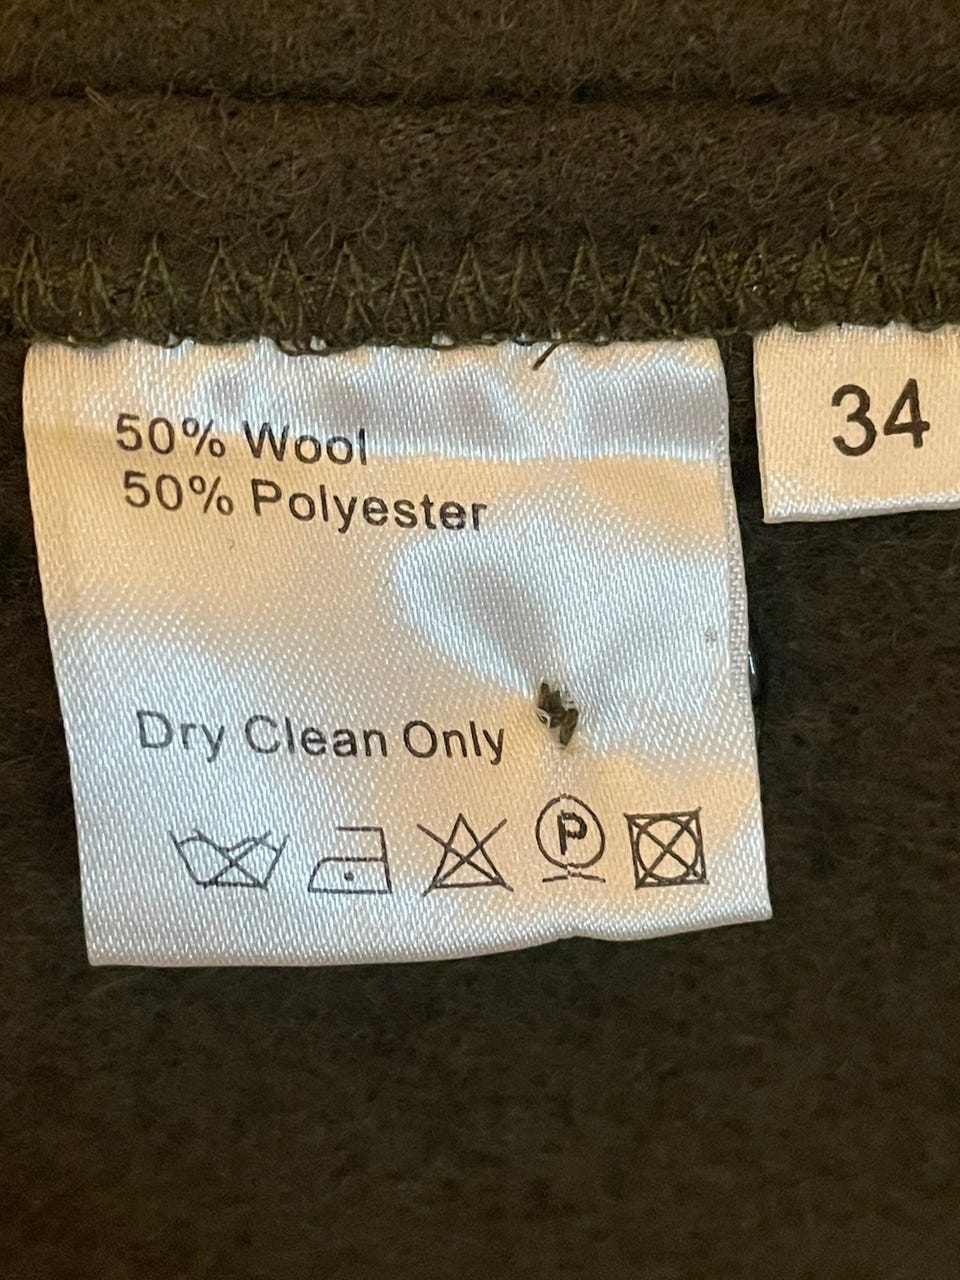 50% Wool
50% Polyester
34
Dry Clean Only
P